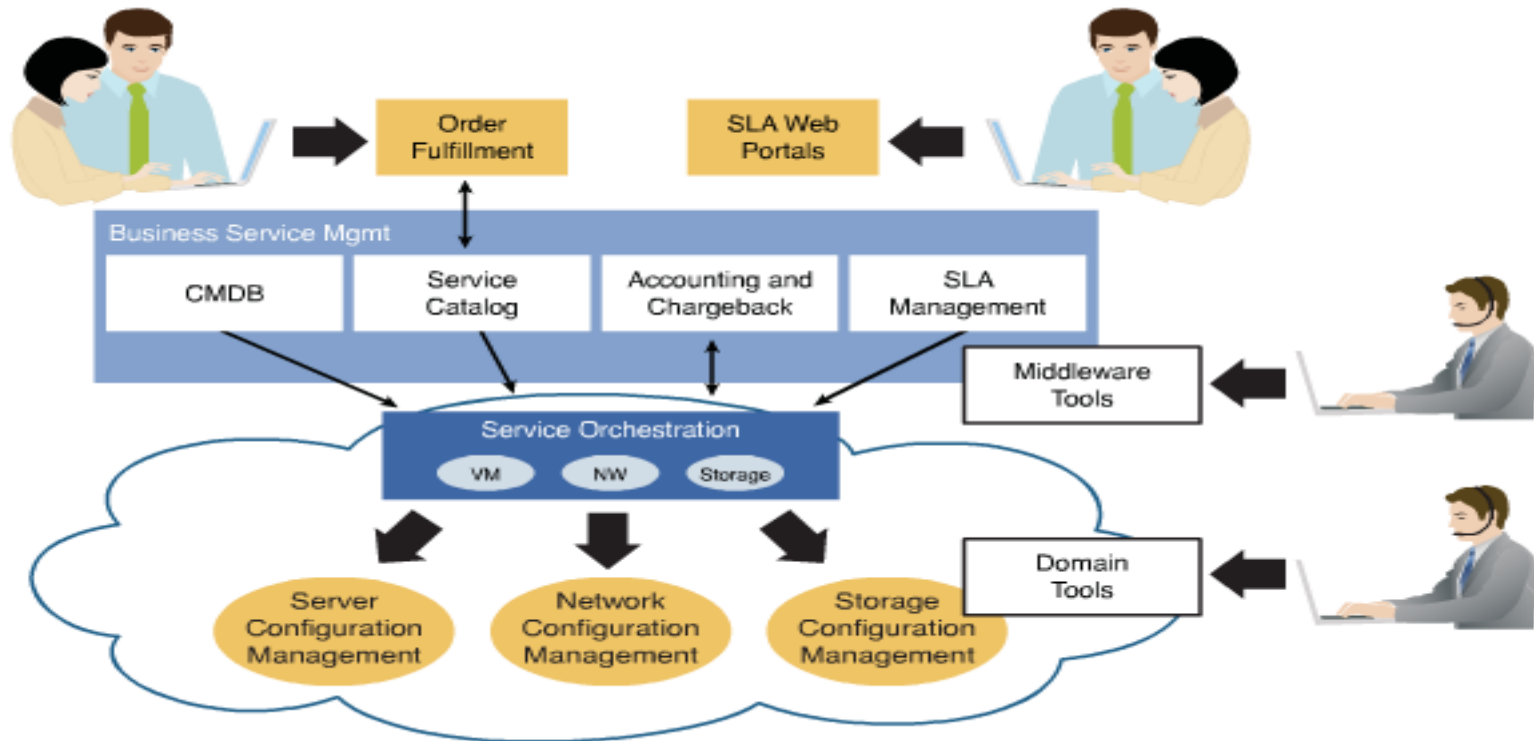 Order
Fulfillment
SLA Web
Portals
Business Service Mgmt
CMDB
Service
Catalog
Accounting and
Chargeback
SLA
Management
Middleware
Tools
Service Orchestration
VM
NW
Storage
Domain
Tools
Server
Configuration
Management
Network
Configuration
Management
Storage
Configuration
Management